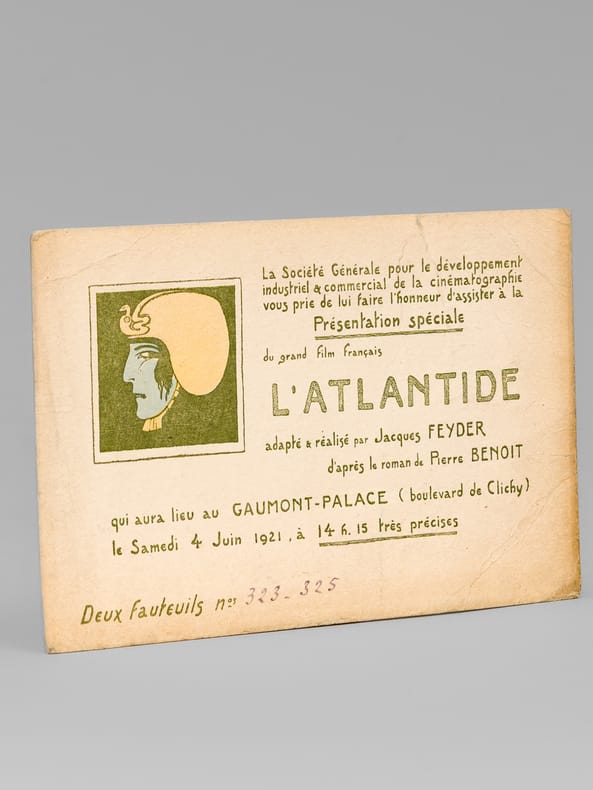 La Société Générale pour le développement
industriel & commercial de la cinématographie
vous prie de lui faire l'honneur d'assister à la
Présentation spéciale
du grand Film français
L'ATLANTIDE
adapté & réalisé par Jacques FEYDER
d'après le roman de Pierre BENOIT
qui aura lieu au GAUMONT-PALACE ( boulevard de Clichy )
le Samedi 4 Juin 1921 , à 14 h. 15 très précises
Deux Fauteuils nos 323 - 325